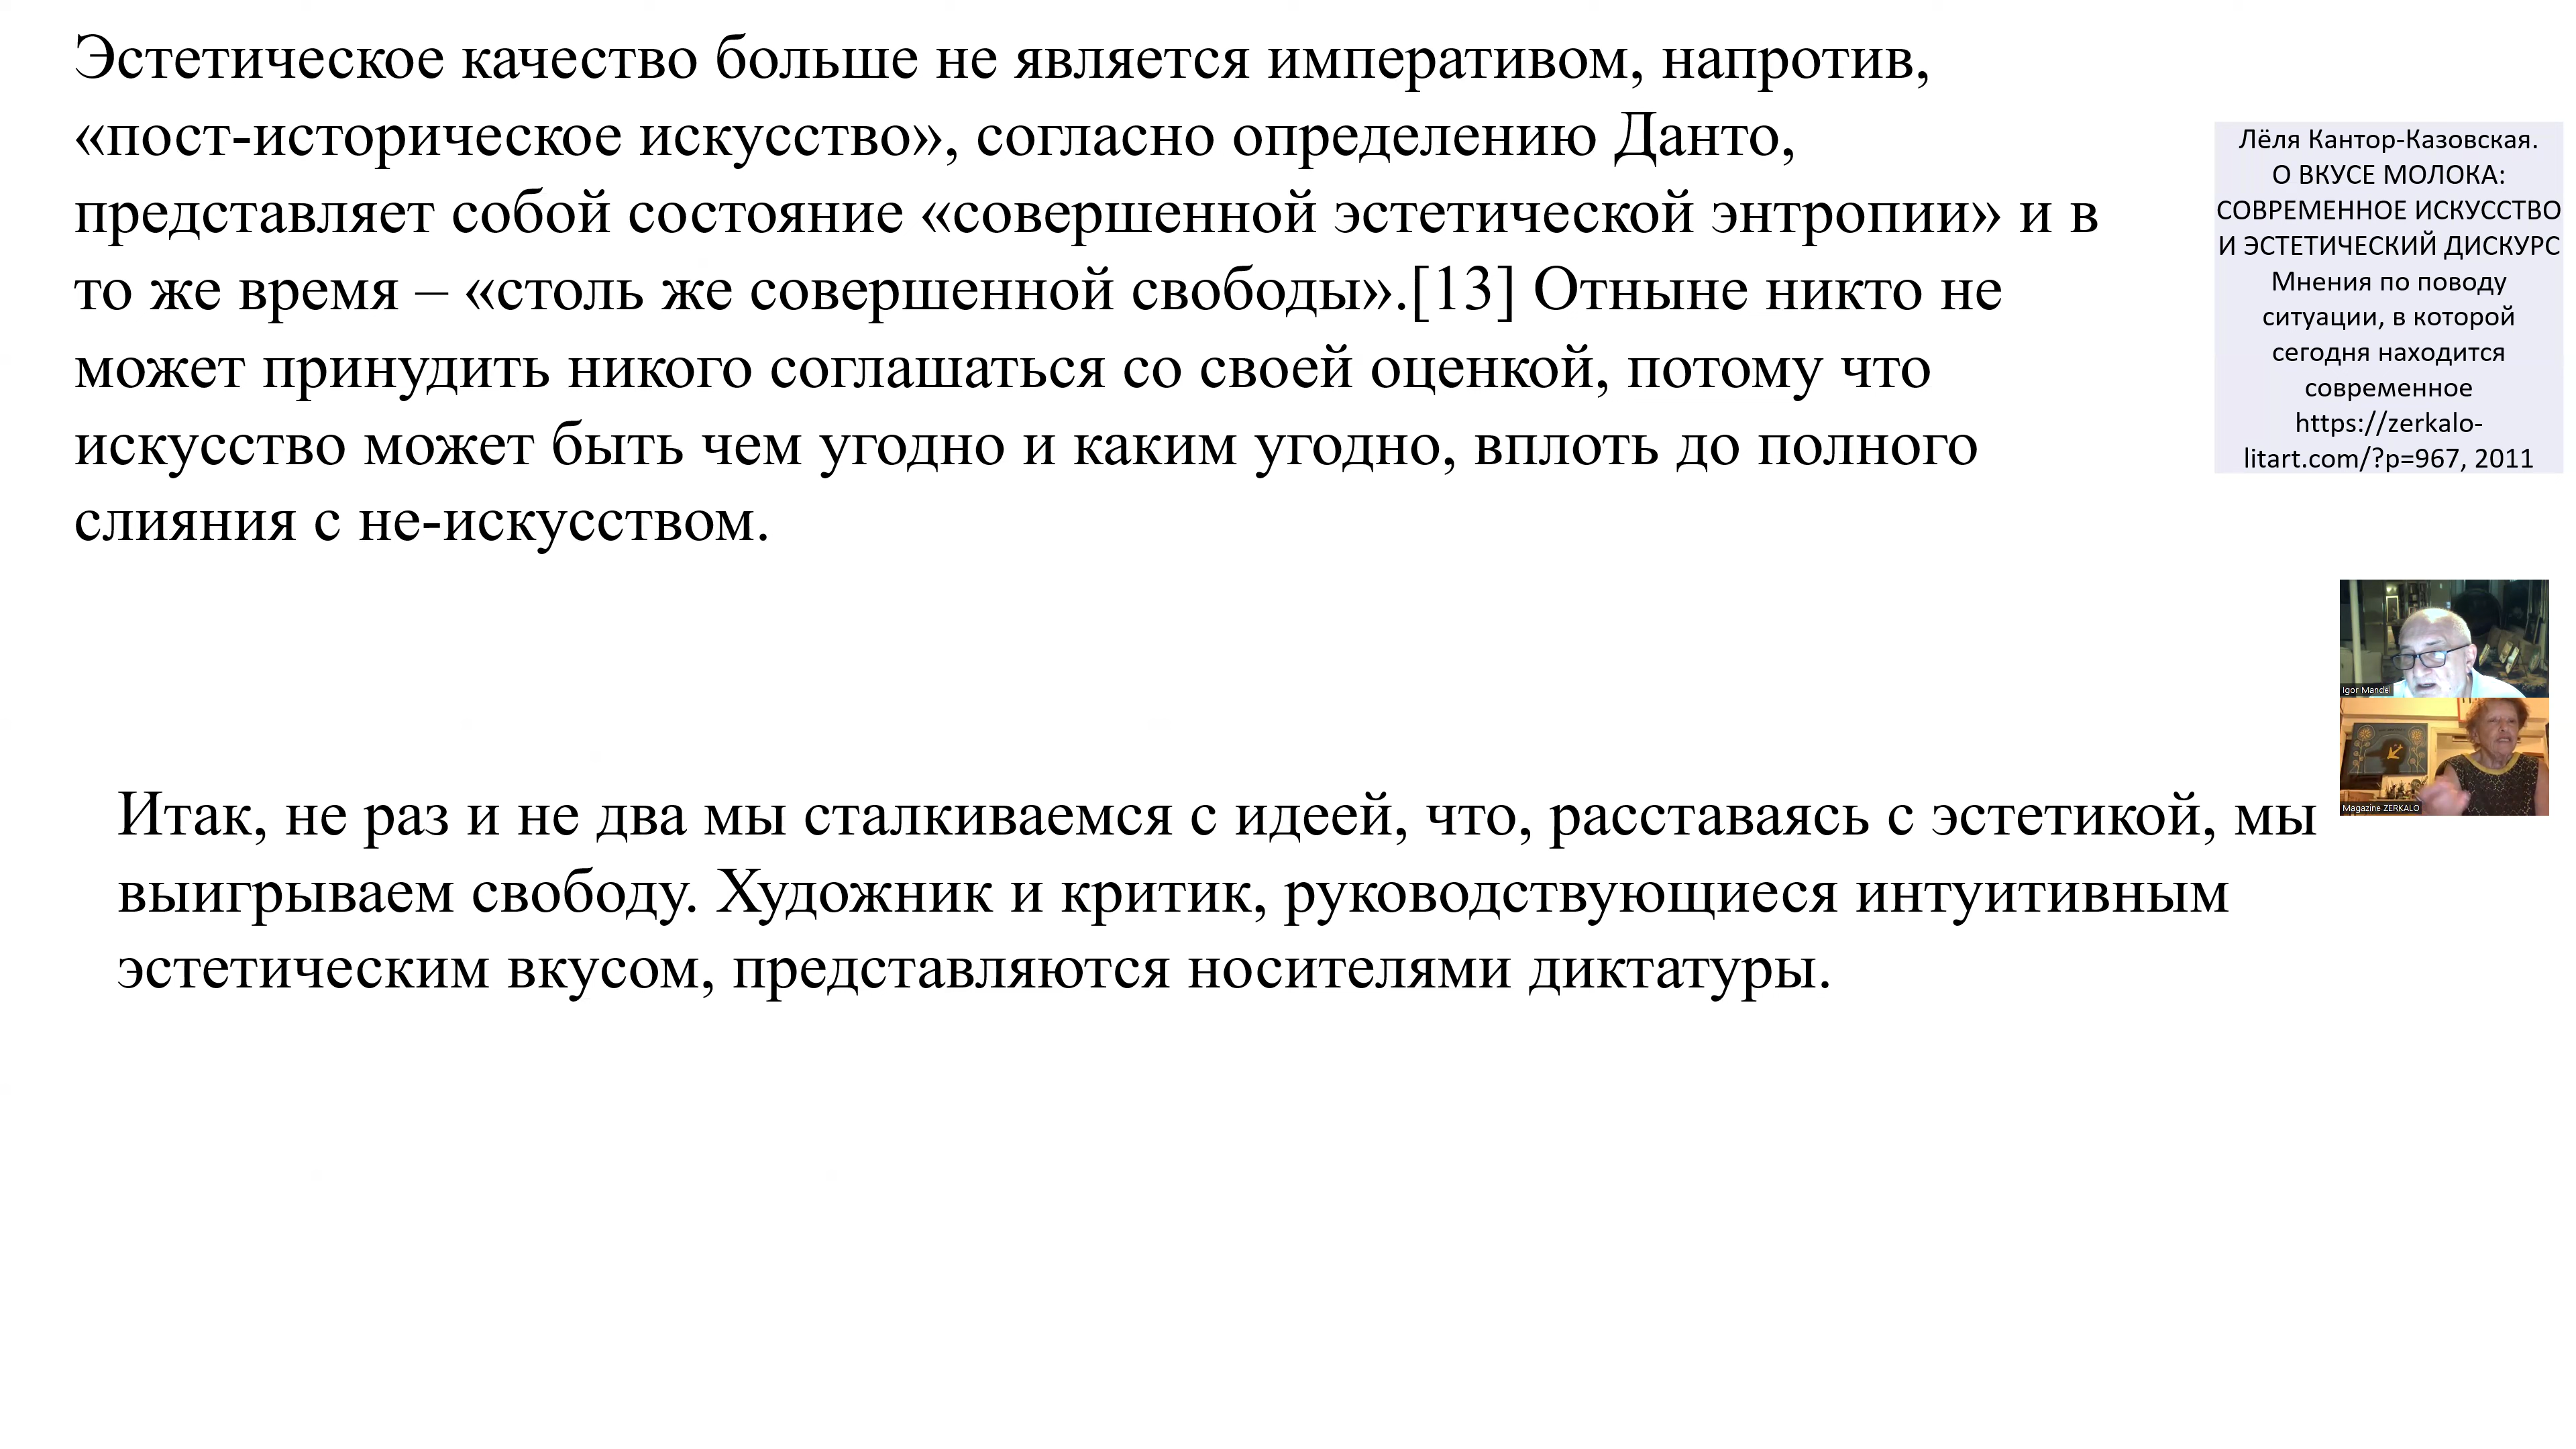 Эстетическое качество больше не является императивом, напротив,
«пост-историческое искусство», согласно определению Данто,
представляет собой состояние «совершенной эстетической энтропии» и в
то же время – «столь же совершенной свободы».[13] Отныне никто не
может принудить никого соглашаться со своей оценкой, потому что
искусство может быть чем угодно и каким угодно, вплоть до полного
слияния с не-искусством.
Лёля Кантор-Казовская.
О ВКУСЕ МОЛОКА:
СОВРЕМЕННОЕ ИСКУССТВО
И ЭСТЕТИЧЕСКИЙ ДИСКУРС
Мнения по поводу
ситуации, в которой
сегодня находится
современное
https://zerkalo-
litart.com/?p=967, 2011
Igor Mandel
Magazine ZERKALO
Итак, не раз и не два мы сталкиваемся с идеей, что, расставаясь с эстетикой, мы
выигрываем свободу. Художник и критик, руководствующиеся интуитивным
эстетическим вкусом, представляются носителями диктатуры.